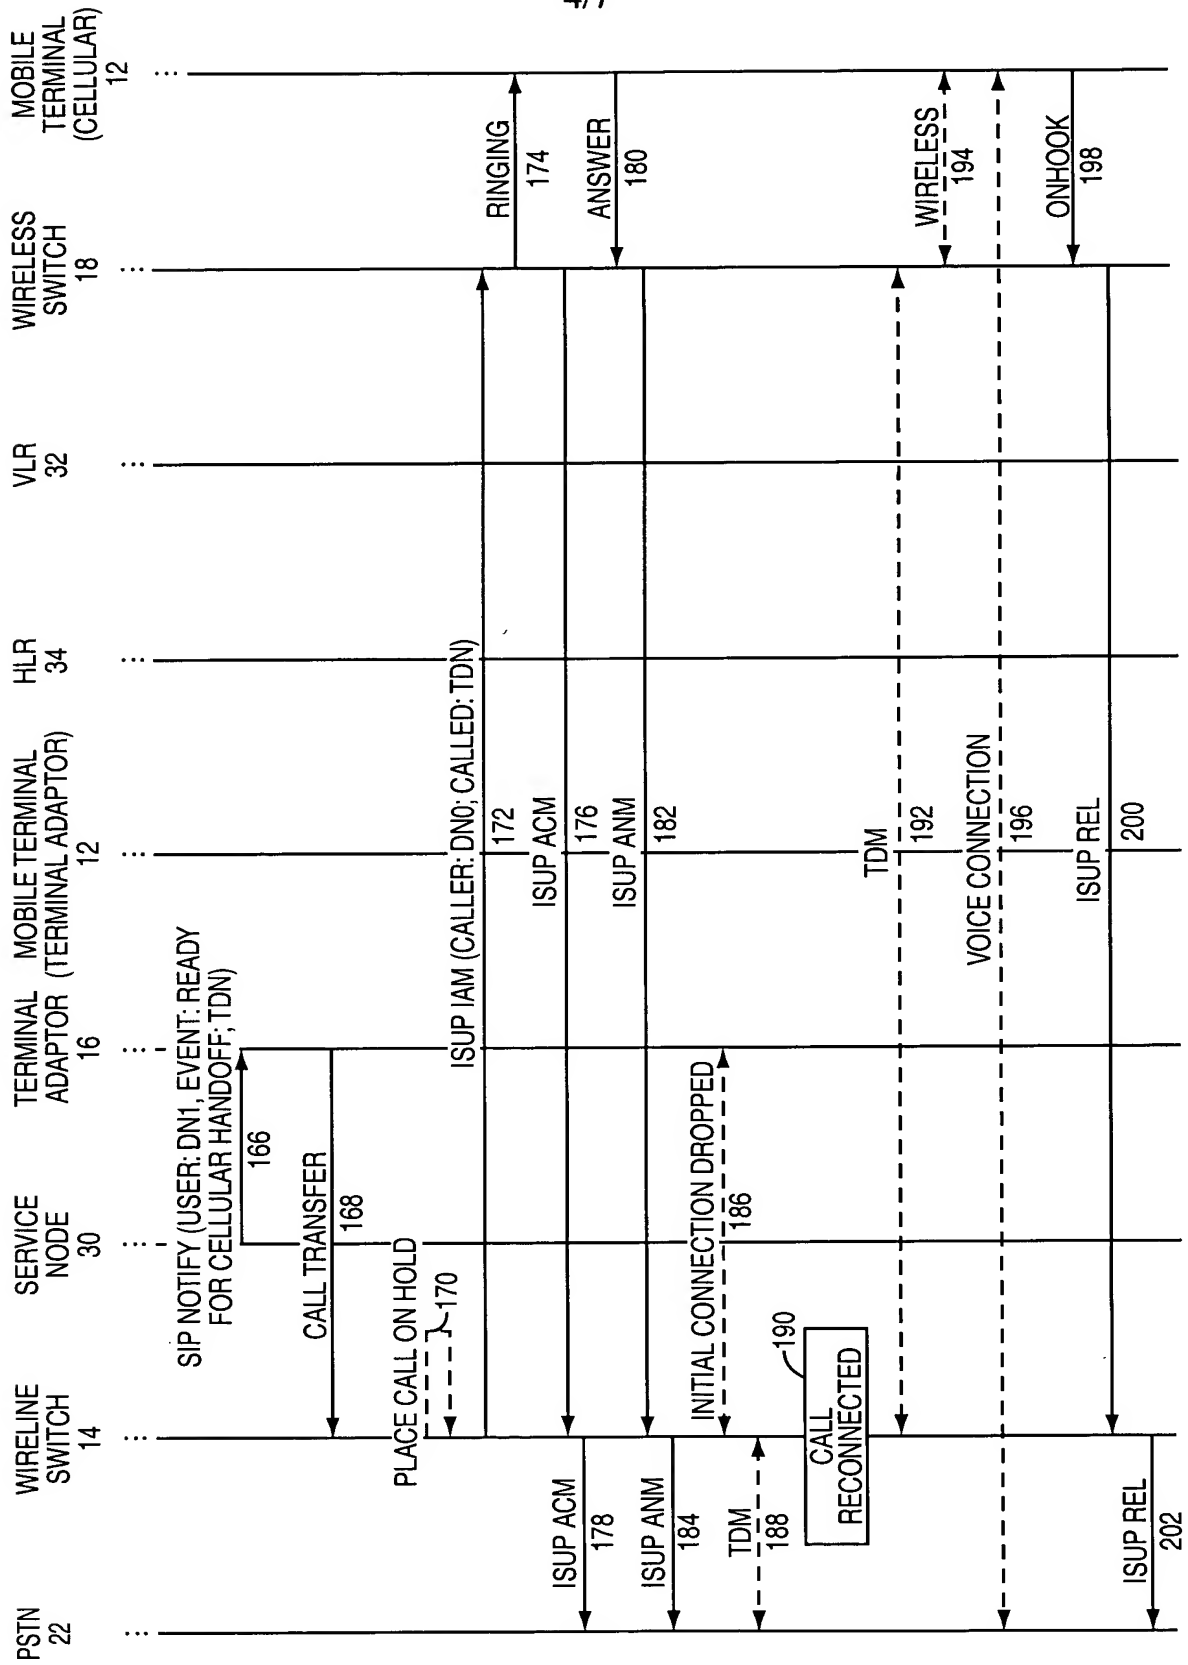 4/7
PSTN
22
WIRELINE
SWITCH
14
SERVICE
NODE
30
TERMINAL
ADAPTOR
16
MOBILE TERMINAL
(TERMINAL ADAPTOR)
12
HLR
34
VLR
32
WIRELESS
SWITCH
18
MOBILE
TERMINAL
(CELLULAR)
12
SIP NOTIFY (USER: DN1, EVENT: READY
FOR CELLULAR HANDOFF; TDN)
166
CALL TRANSFER
168
PLACE CALL ON HOLD
170
ISUP IAM (CALLER: DN0; CALLED: TDN)
172
RINGING
174
ISUP ACM
176
ISUP ACM
178
ANSWER
180
ISUP ANM
182
ISUP ANM
184
INITIAL CONNECTION DROPPED
186
TDM
188
CALL
RECONNECTED
190
TDM
192
WIRELESS
194
VOICE CONNECTION
196
ONHOOK
198
ISUP REL
200
ISUP REL
202